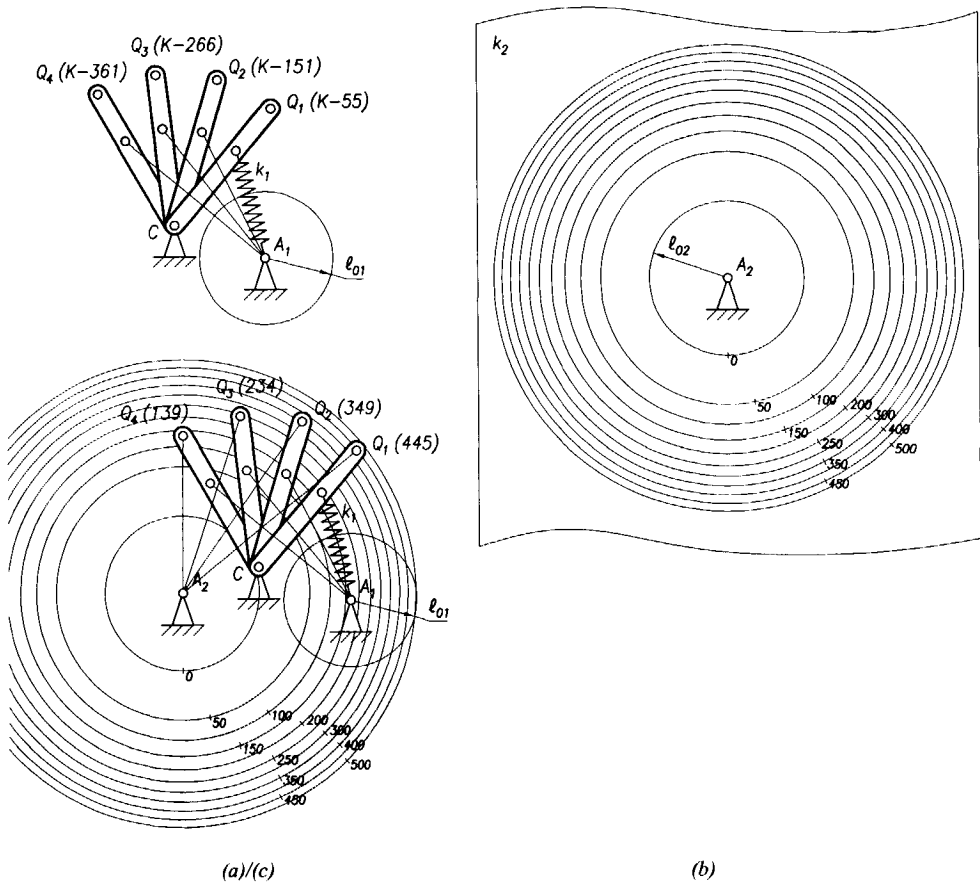 Q₃ (K-266)
Q₄ (K-361)
Q₂ (K-151)
Q₁ (K-55)
k₁
C
A₁
ℓ₀₁
k₂
ℓ₀₂
A₂
0
50
100
200
300
150
400
250
500
350
450
Q₃ (234)
Q₄ (139)
Q₂ (349)
Q₁ (445)
k₁
C
A₂
A₁
ℓ₀₁
0
50
100
200
300
150
400
250
500
350
450
(a)/(c)
(b)